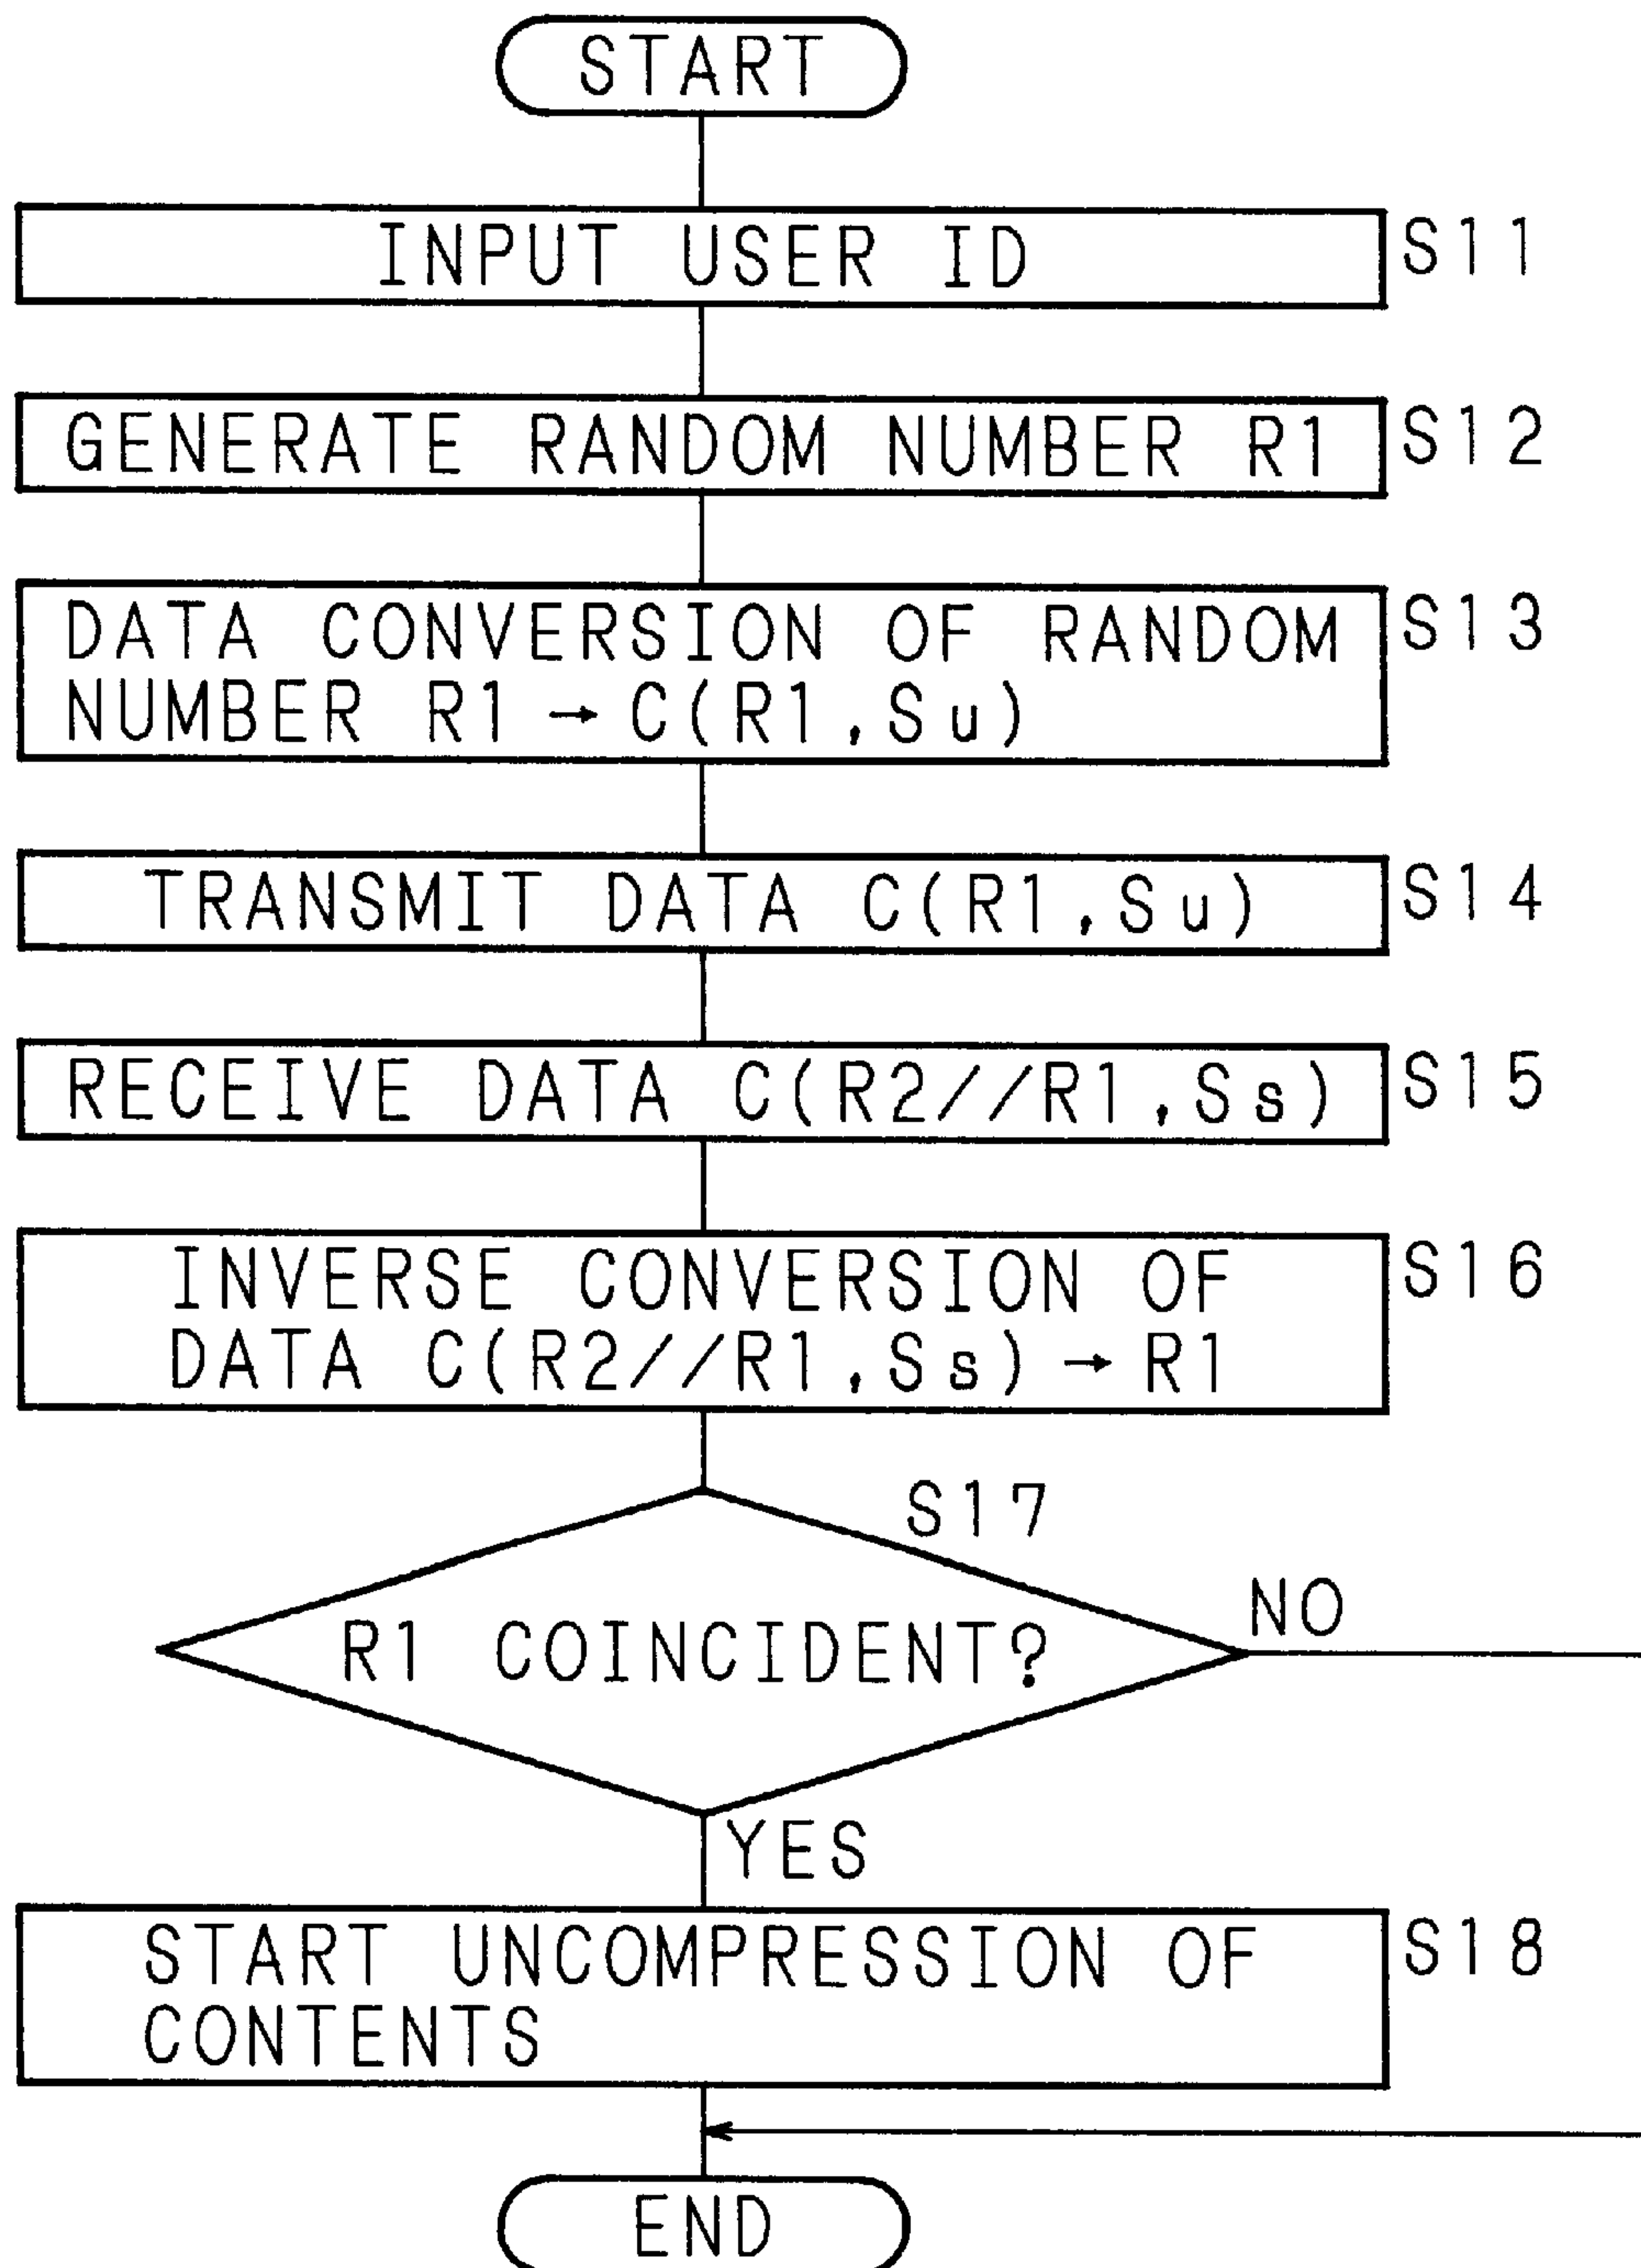 START
INPUT USER ID
S11
GENERATE RANDOM NUMBER R1
S12
DATA CONVERSION OF RANDOM
NUMBER R1 → C(R1,Su)
S13
TRANSMIT DATA C(R1,Su)
S14
RECEIVE DATA C(R2//R1,Ss)
S15
INVERSE CONVERSION OF
DATA C(R2//R1,Ss) → R1
S16
S17
R1 COINCIDENT?
NO
YES
START UNCOMPRESSION OF
CONTENTS
S18
END